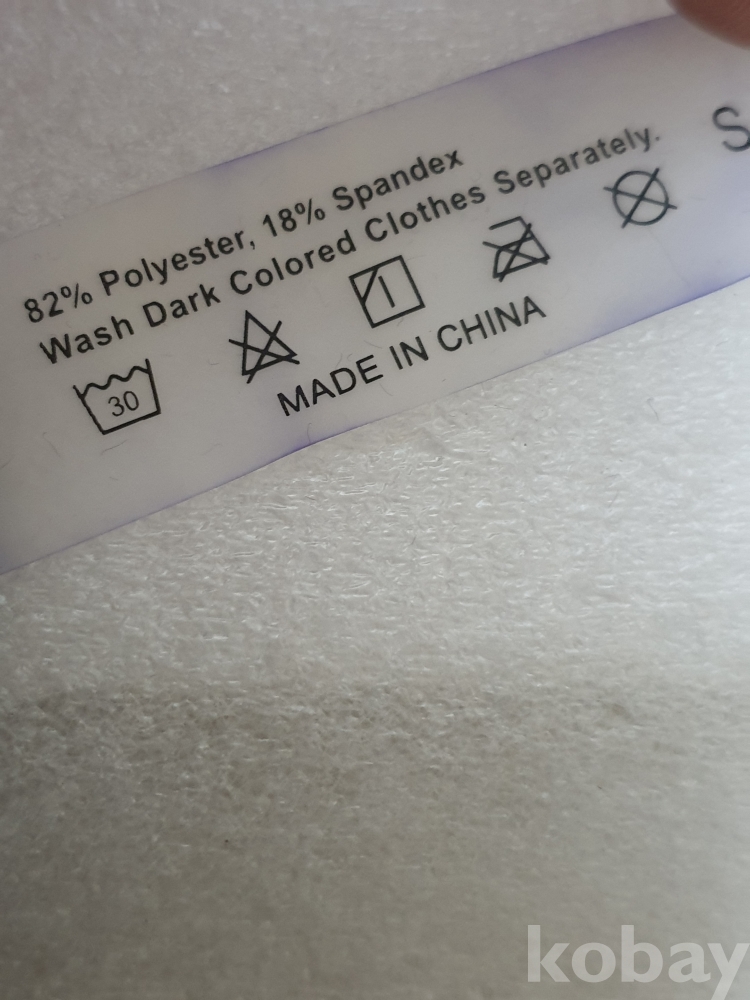 82% Polyester, 18% Spandex
Wash Dark Colored Clothes Separately.
S
30
MADE IN CHINA
kobay